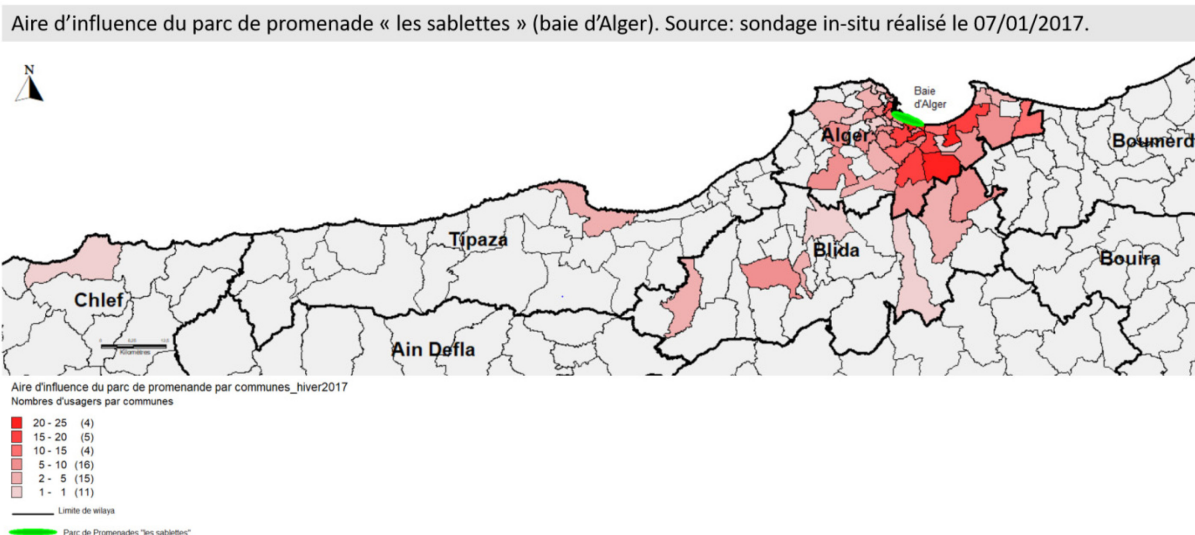 Aire d’influence du parc de promenade « les sablettes » (baie d’Alger). Source: sondage in-situ réalisé le 07/01/2017.
N
Baie
d'Alger
Alger
Boumerd
Tipaza
Blida
Bouira
Chlef
Ain Defla
Kilomètres
Aire d'influence du parc de promenande par communes_hiver2017
Nombres d'usagers par communes
20 - 25 (4)
15 - 20 (5)
10 - 15 (4)
5 - 10 (16)
2 - 5 (15)
1 - 1 (11)
Limite de wilaya
Parc de Promenades "les sablettes"